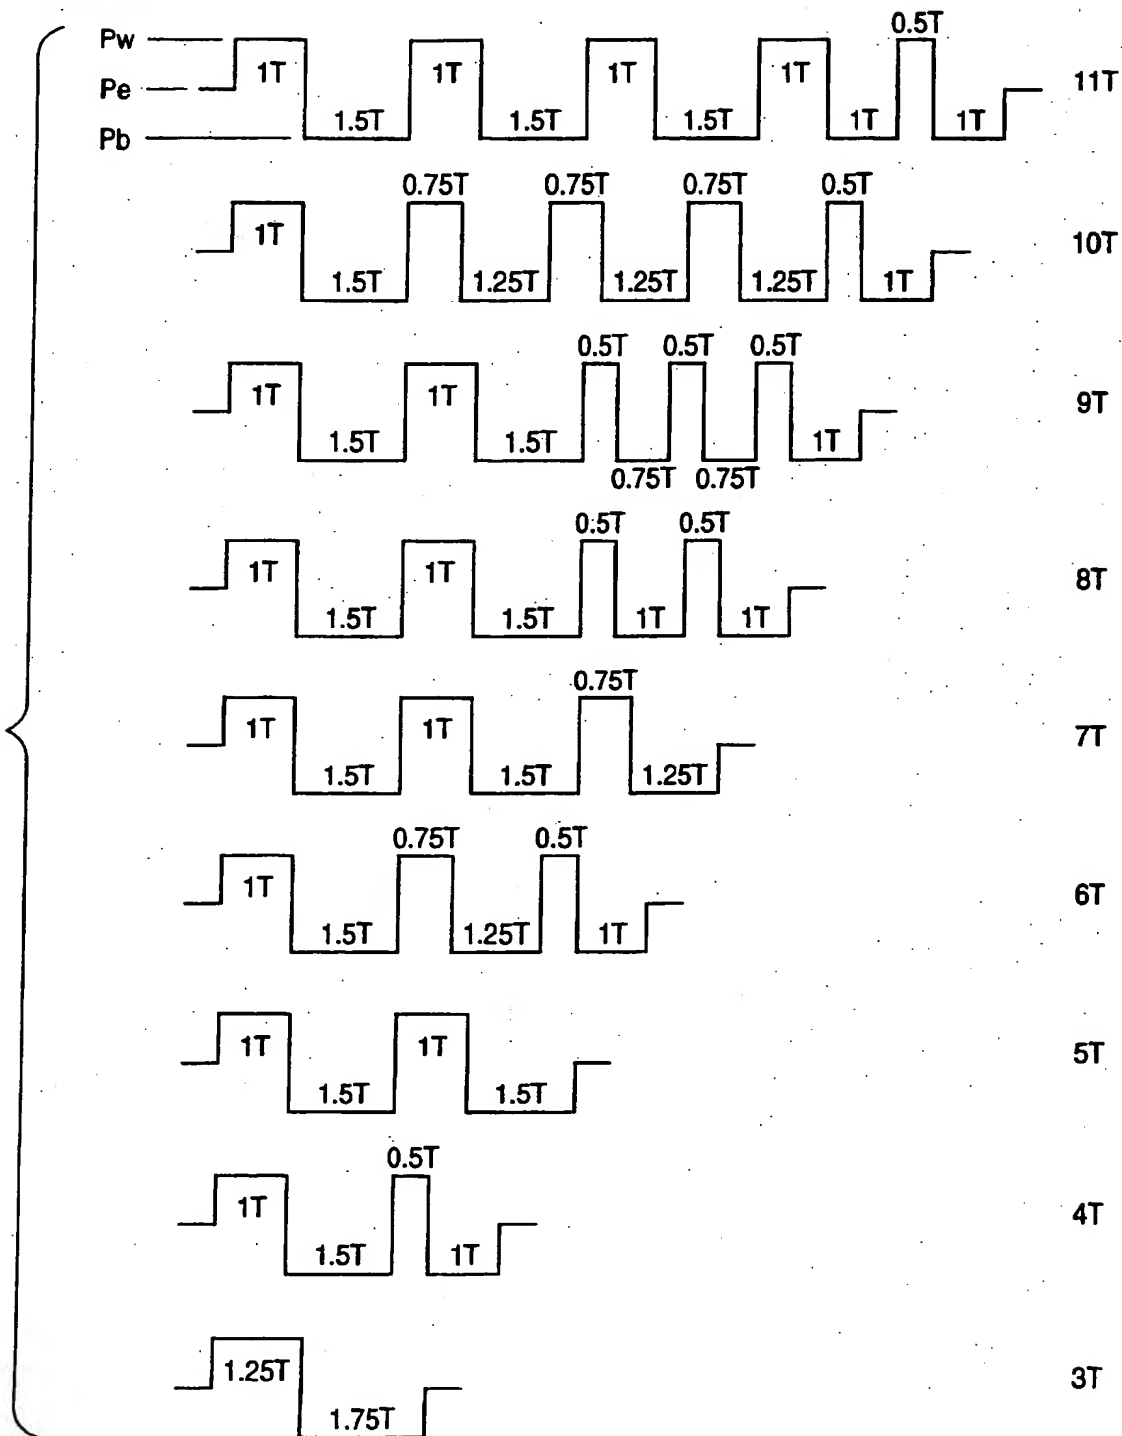 0.5T
Pw
1T 1T 1T 1T
Pe
11T
1.5T 1.5T 1.5T 1T 1T
Pb
0.75T 0.75T 0.75T 0.5T
1T
10T
1.5T 1.25T 1.25T 1.25T 1T
0.5T 0.5T 0.5T
1T 1T
9T
1.5T 1.5T 1T
0.75T 0.75T
0.5T 0.5T
1T 1T
8T
1.5T 1.5T 1T 1T
0.75T
1T 1T
7T
1.5T 1.5T 1.25T
0.75T 0.5T
1T
6T
1.5T 1.25T 1T
1T 1T
5T
1.5T 1.5T
0.5T
1T
4T
1.5T 1T
1.25T
3T
1.75T